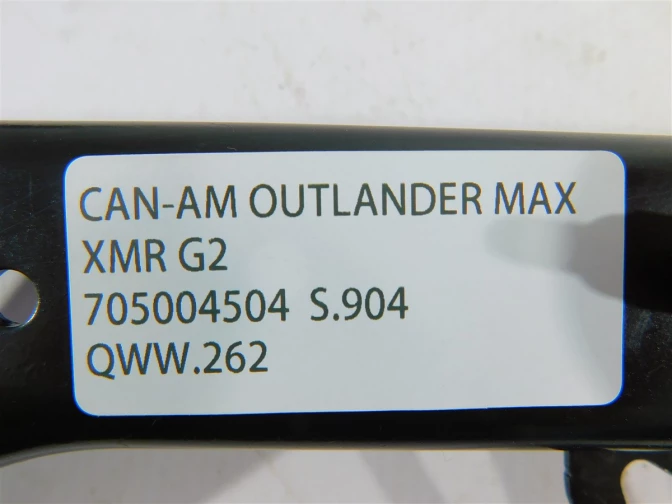 CAN-AM OUTLANDER MAX
XMR G2
705004504 S.904
QWW.262